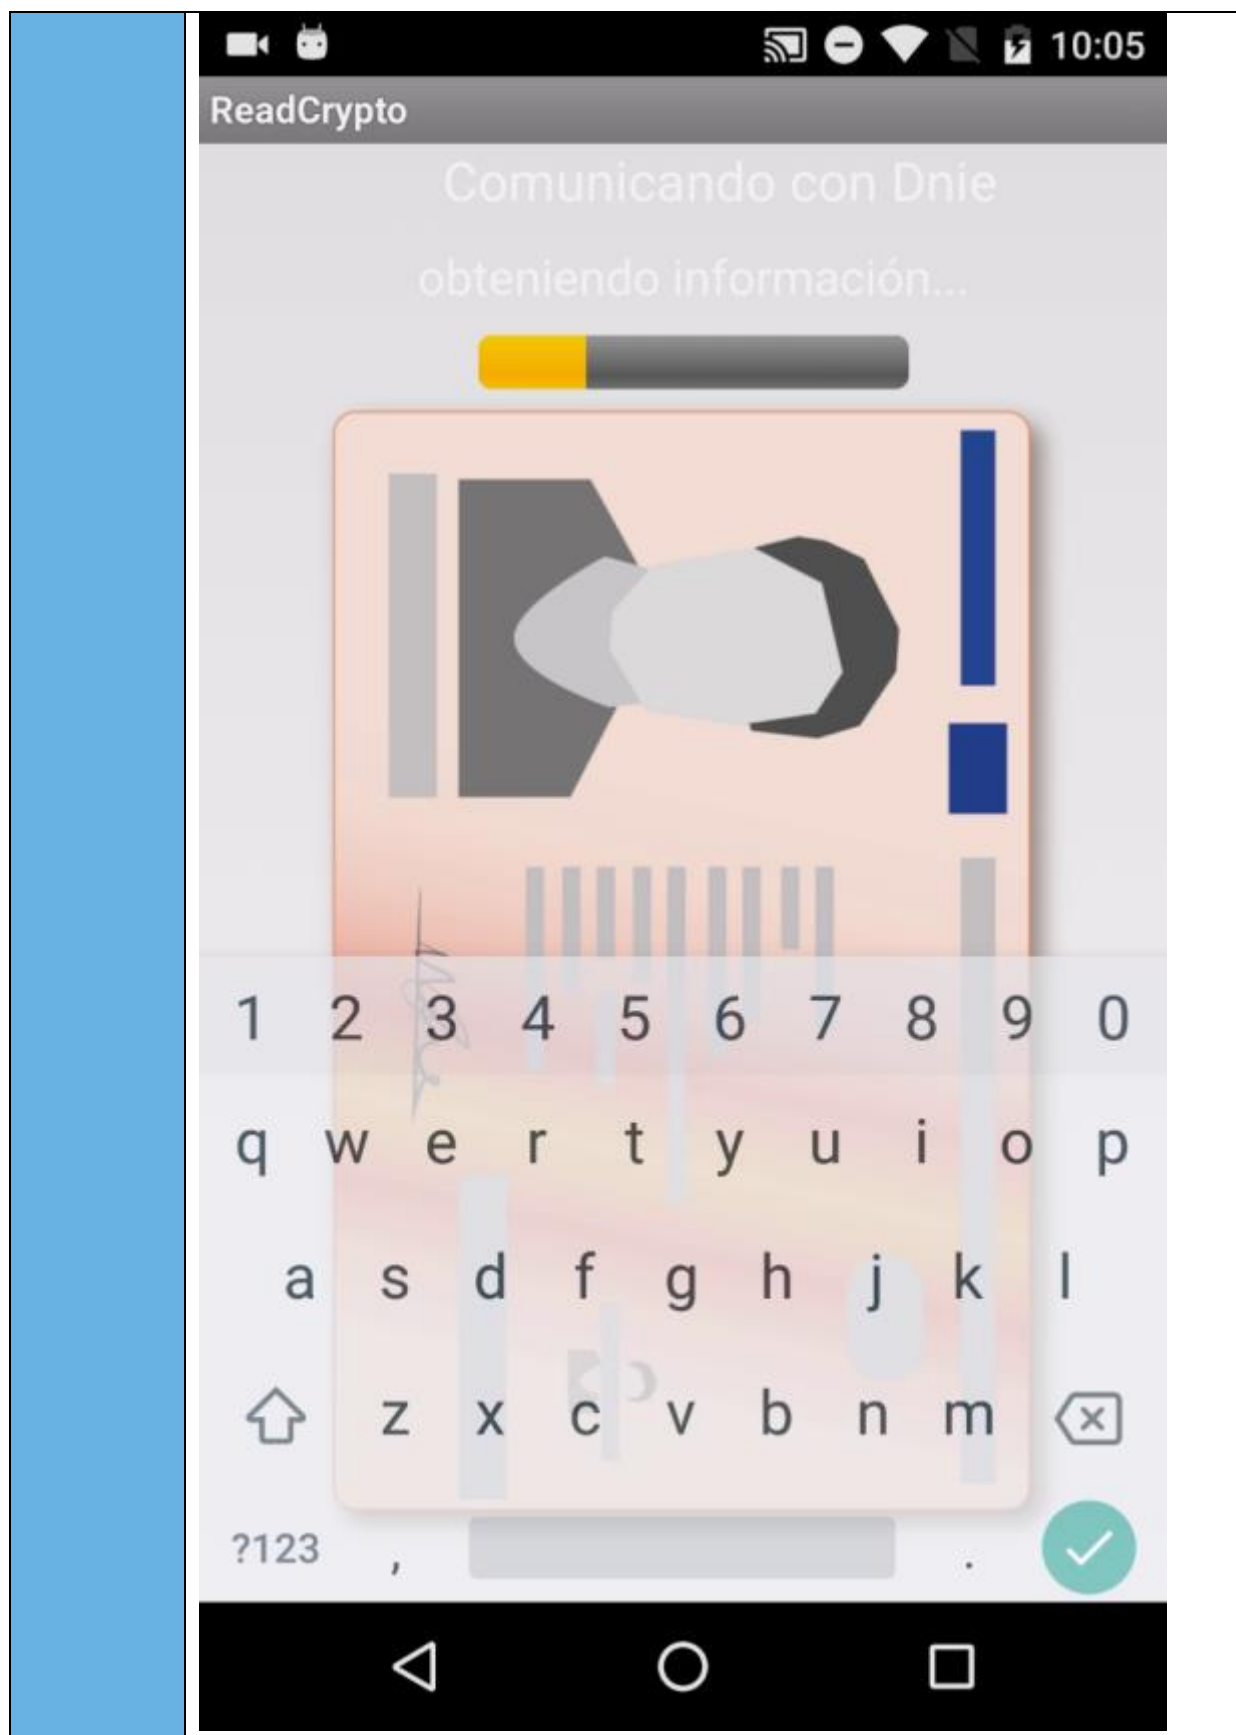 10:05
ReadCrypto
Comunicando con Dnie
obteniendo información...
1 2 3 4 5 6 7 8 9 0
q w e r t y u i o p
a s d f g h j k l
z x c v b n m
?123 , .